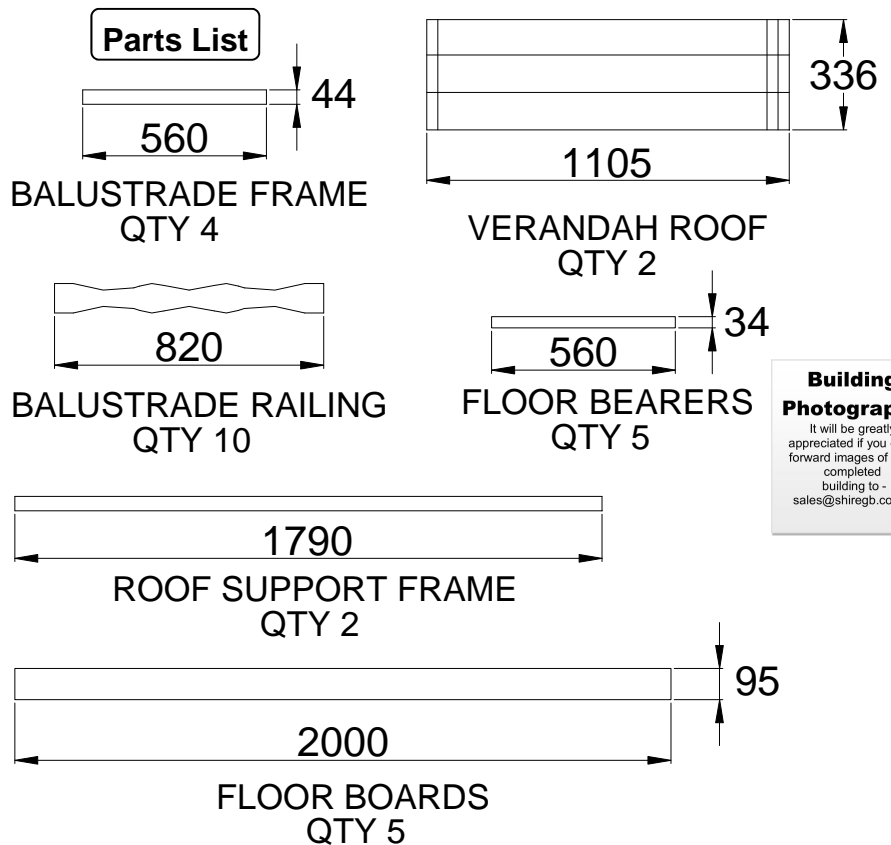 Parts List
44
560
BALUSTRADE FRAME
QTY 4
336
1105
VERANDAH ROOF
QTY 2
820
BALUSTRADE RAILING
QTY 10
34
560
FLOOR BEARERS
QTY 5
Building
It will be greatly
appreciated if you
forward images of
completed
building to -
1790
ROOF SUPPORT FRAME
QTY 2
95
2000
FLOOR BOARDS
QTY 5